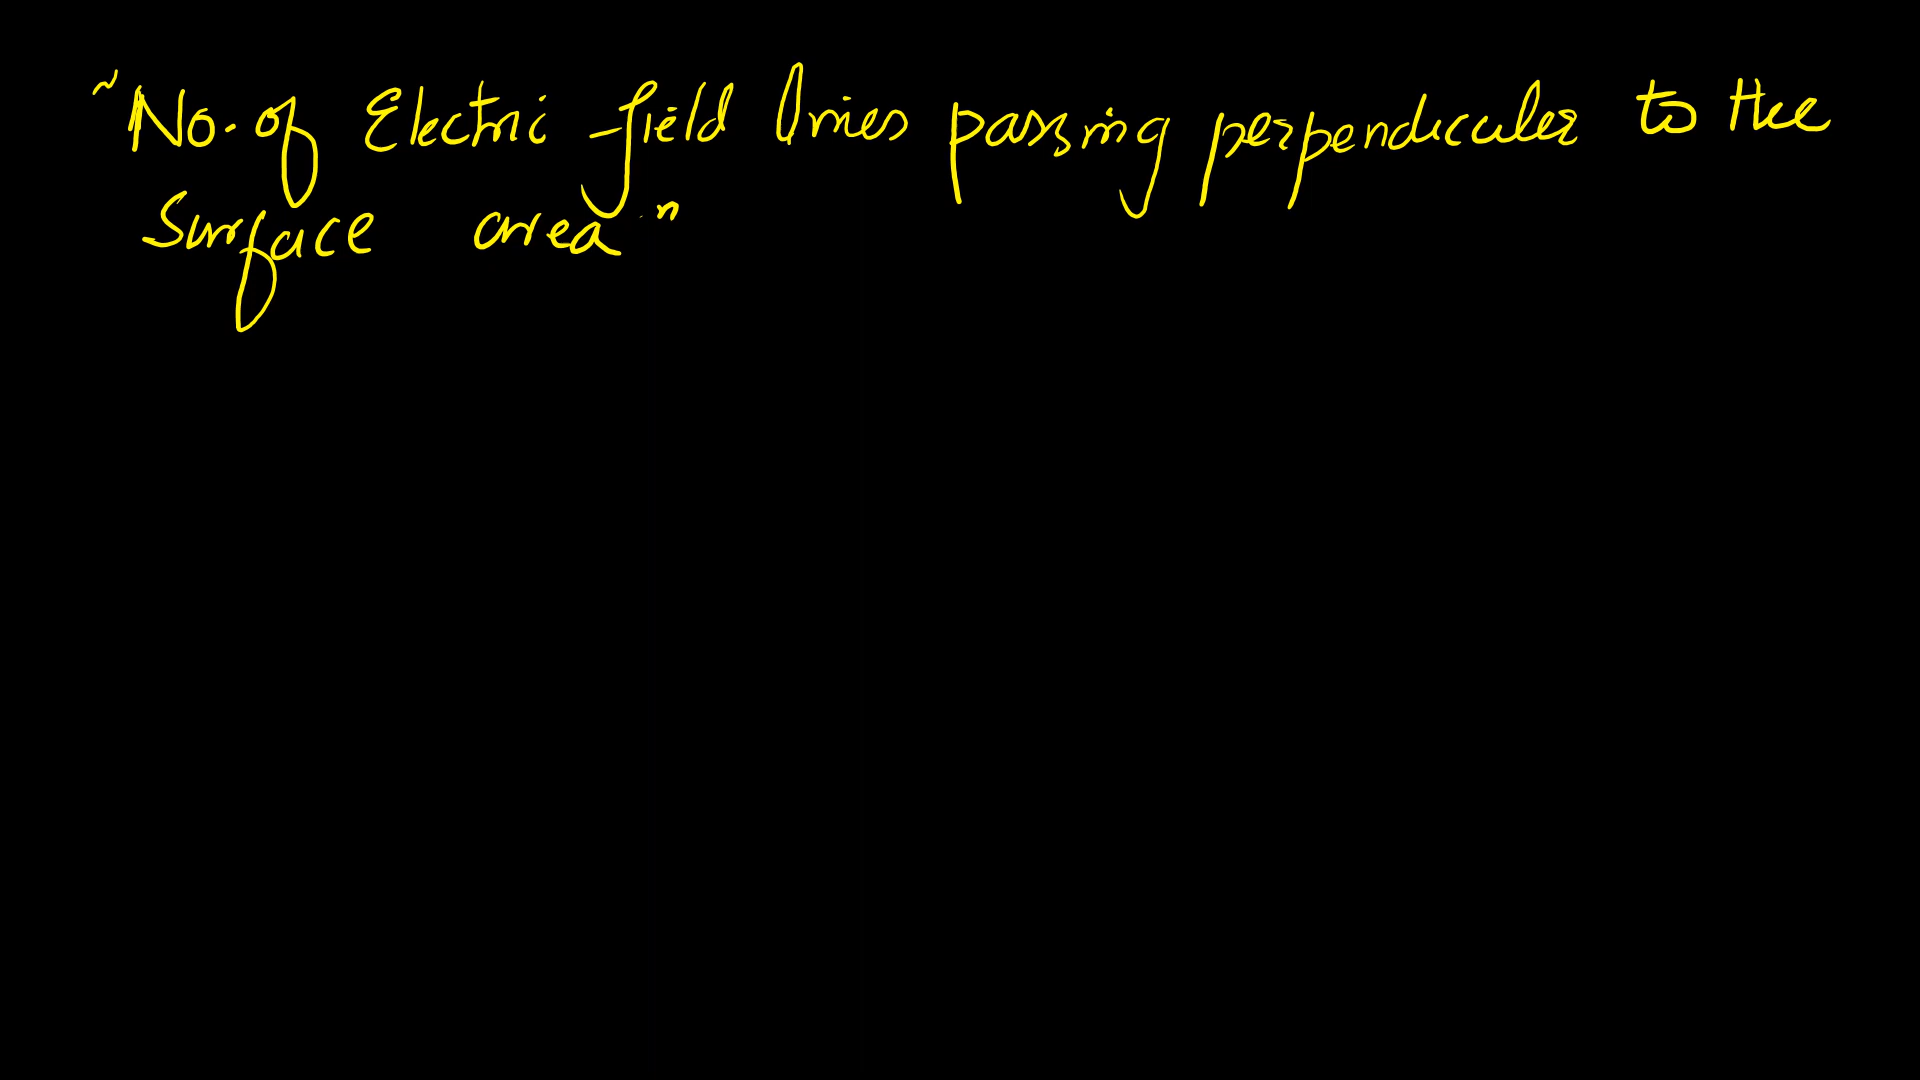 "No. of Electric field lines passing perpendicular to the
Surface area"